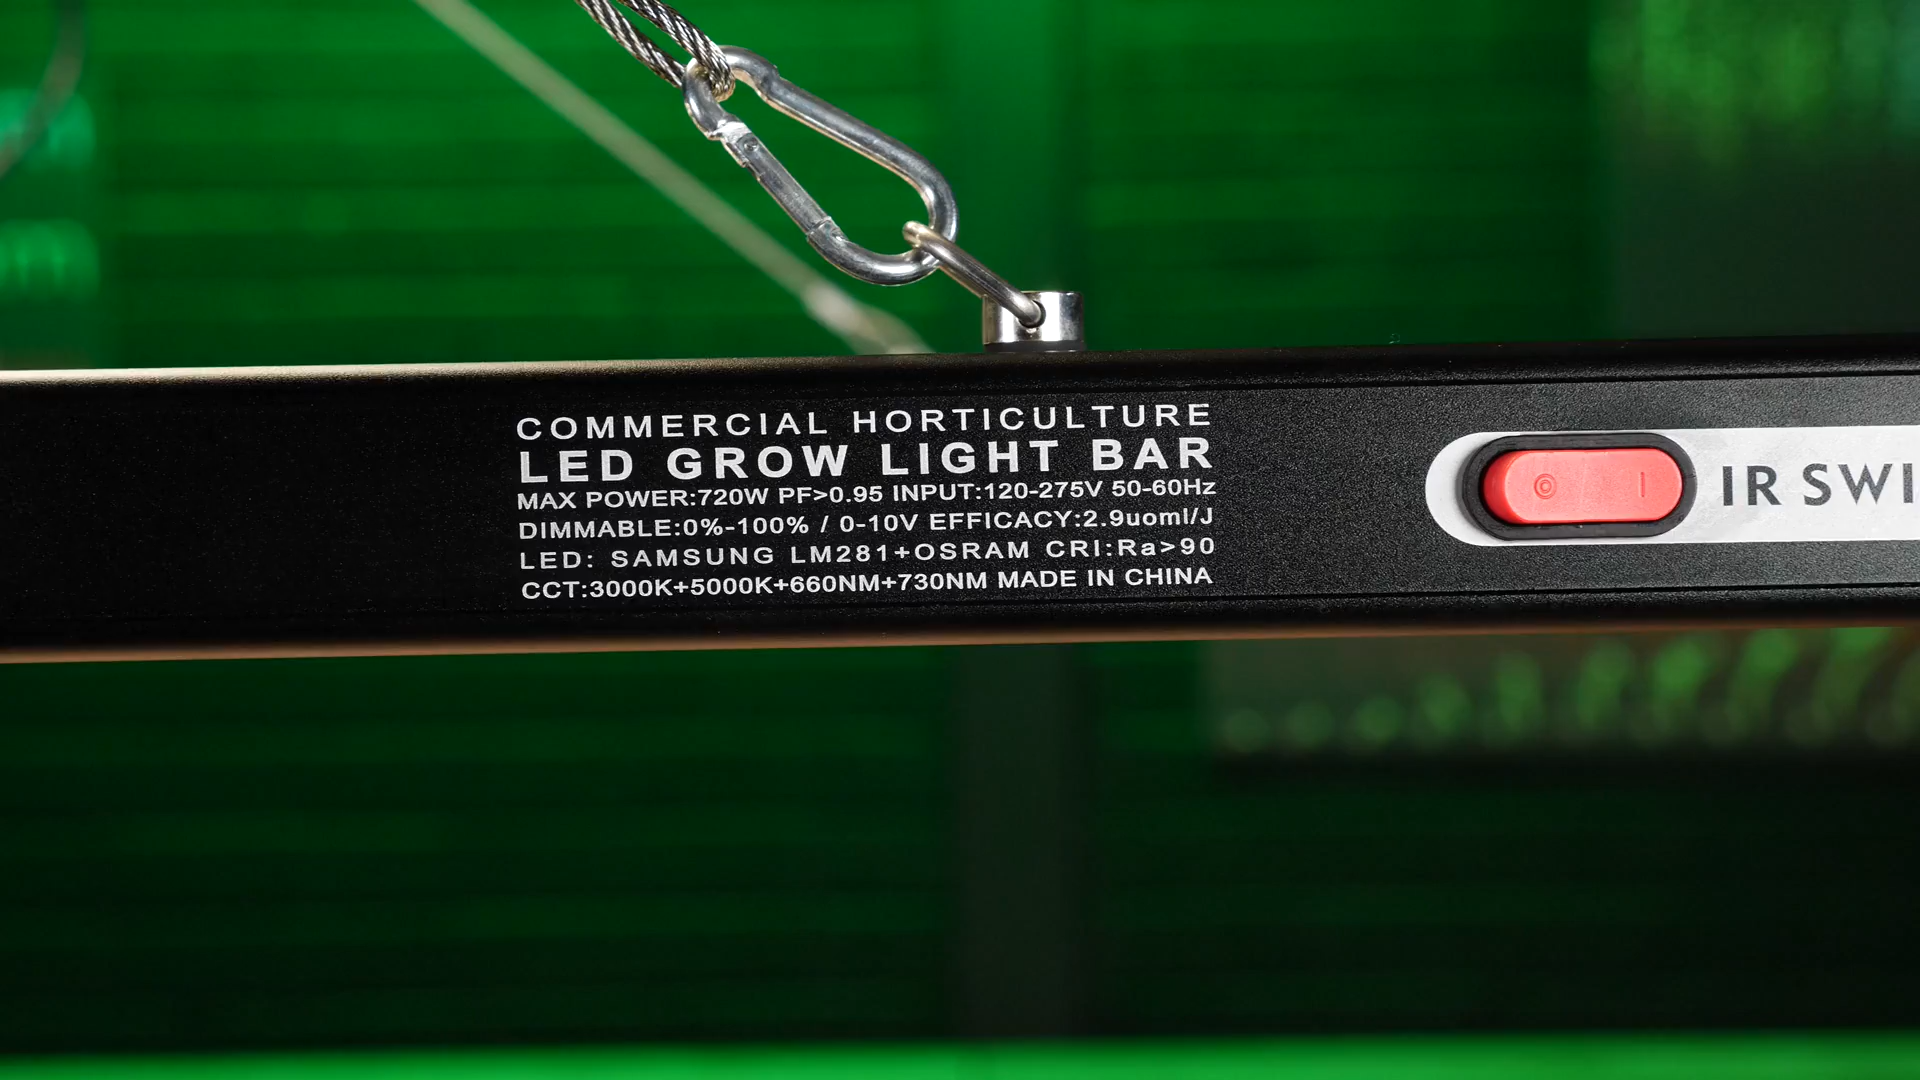 COMMERCIAL HORTICULTURE
LED GROW LIGHT BAR
MAX POWER:720W PF>0.95 INPUT:120-275V 50-60Hz
DIMMABLE:0%-100% / 0-10V EFFICACY:2.9uoml/J
LED: SAMSUNG LM281+OSRAM CRI:Ra>90
CCT:3000K+5000K+660NM+730NM MADE IN CHINA
IR SWI